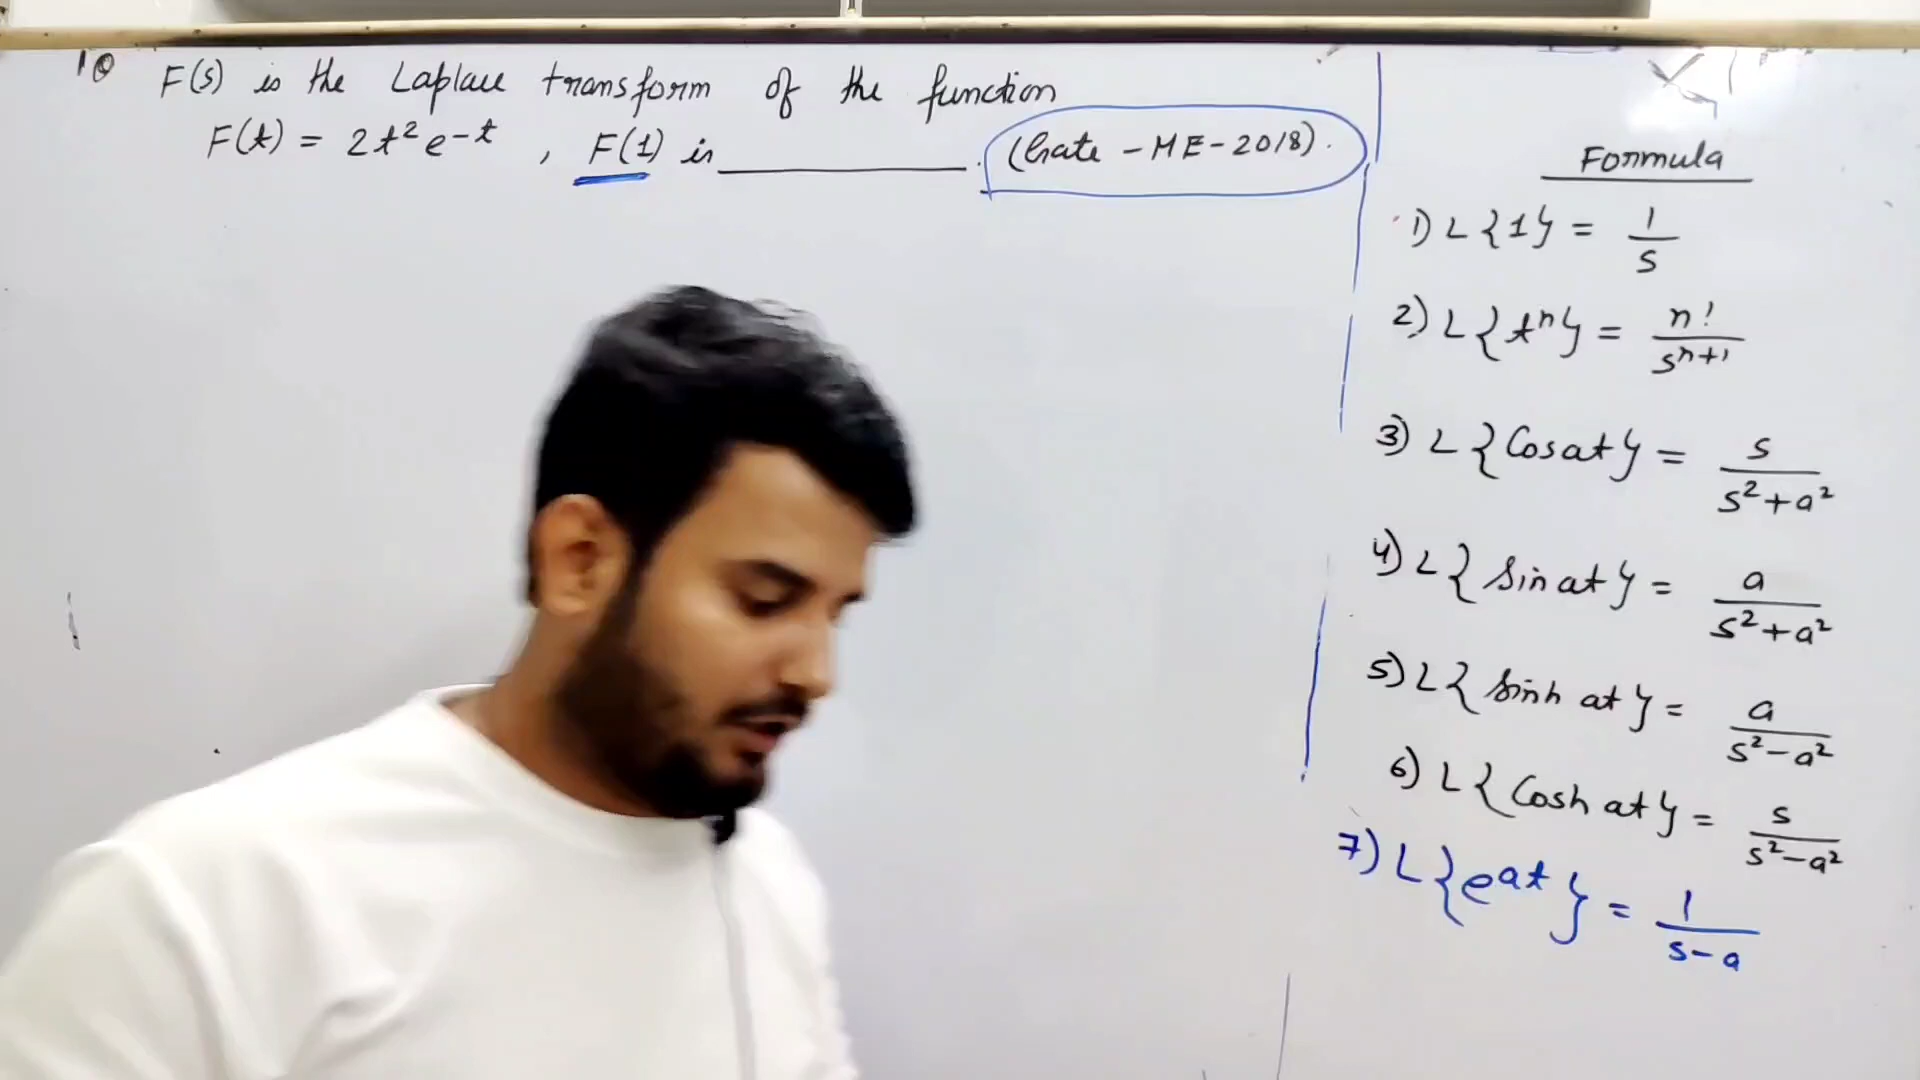 1Q F(s) is the Laplace transform of the function
F(t) = 2t² e-t , F(1) is ________. (Gate - ME - 2018).
Formula
1) L{1} = 1/s
2) L{tⁿ} = n!/sⁿ⁺¹
3) L{Cos at} = s/s²+a²
4) L{Sin at} = a/s²+a²
5) L{Sinh at} = a/s²-a²
6) L{Cosh at} = s/s²-a²
7) L{eᵃᵗ} = 1/s-a